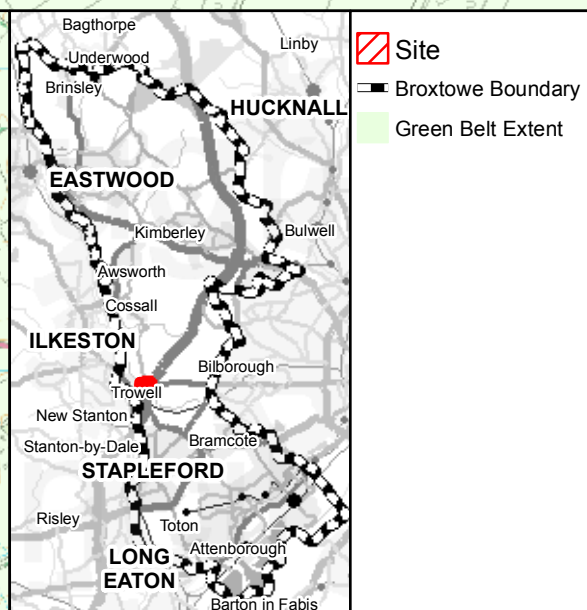 Bagthorpe
Linby
Underwood
Brinsley
HUCKNALL
EASTWOOD
Kimberley
Bulwell
Awsworth
Cossall
ILKESTON
Bilborough
Trowell
New Stanton
Bramcote
Stanton-by-Dale
STAPLEFORD
Risley
Toton
Attenborough
LONG
EATON
Barton in Fabis
Site
Broxtowe Boundary
Green Belt Extent